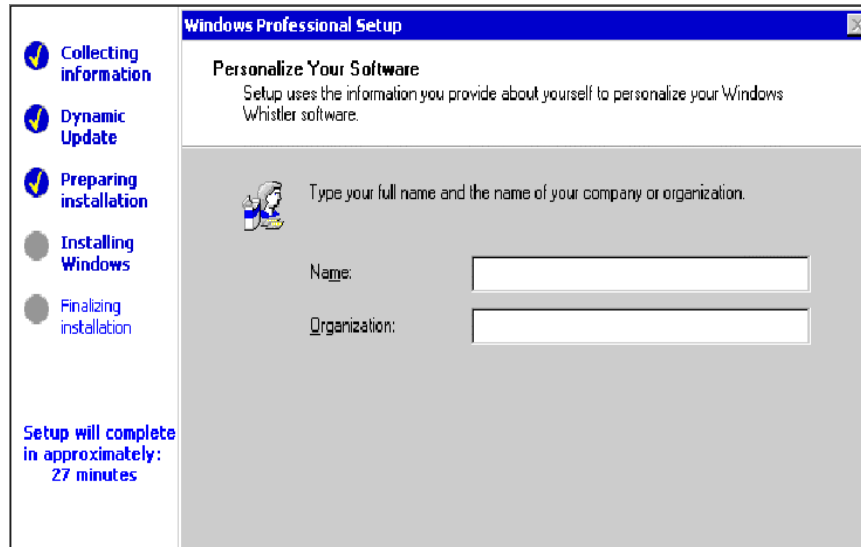 Collecting
information
Dynamic
Update
Preparing
installation
Installing
Windows
Finalizing
installation
Setup will complete
in approximately:
27 minutes
Windows Professional Setup
Personalize Your Software
Setup uses the information you provide about yourself to personalize your Windows
Whistler software.
Type your full name and the name of your company or organization.
Name:
Organization: